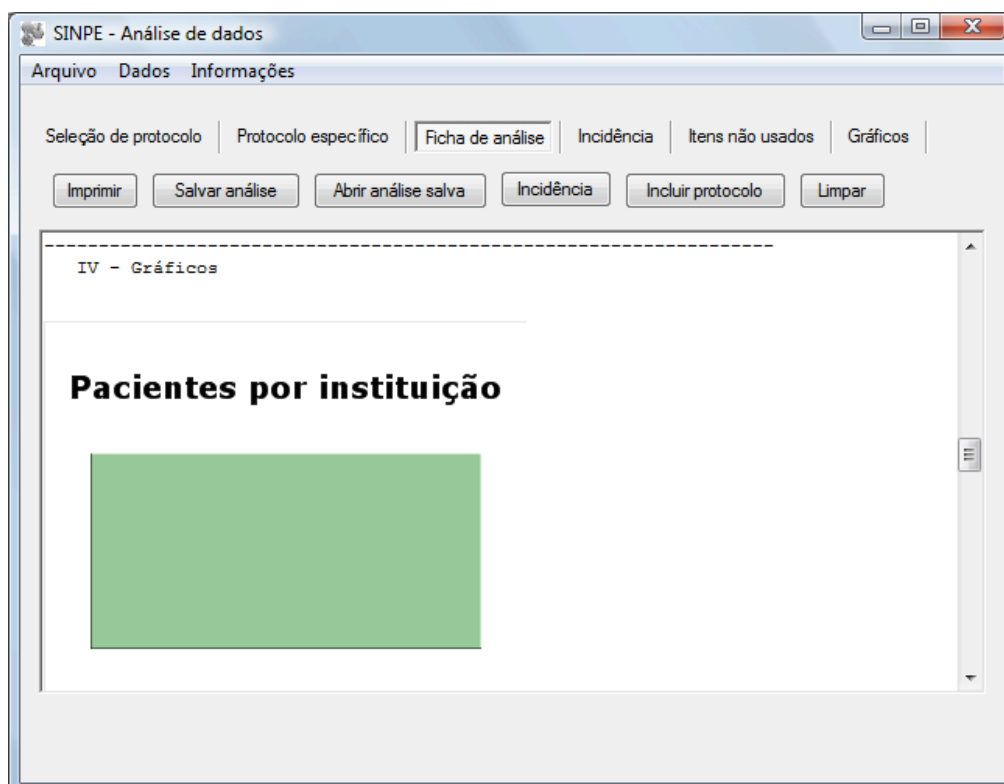 SINPE - Análise de dados
Arquivo Dados Informações
Seleção de protocolo Protocolo específico Ficha de análise Incidência Itens não usados Gráficos
Imprimir Salvar análise Abrir análise salva Incidência Incluir protocolo Limpar
IV - Gráficos
Pacientes por instituição